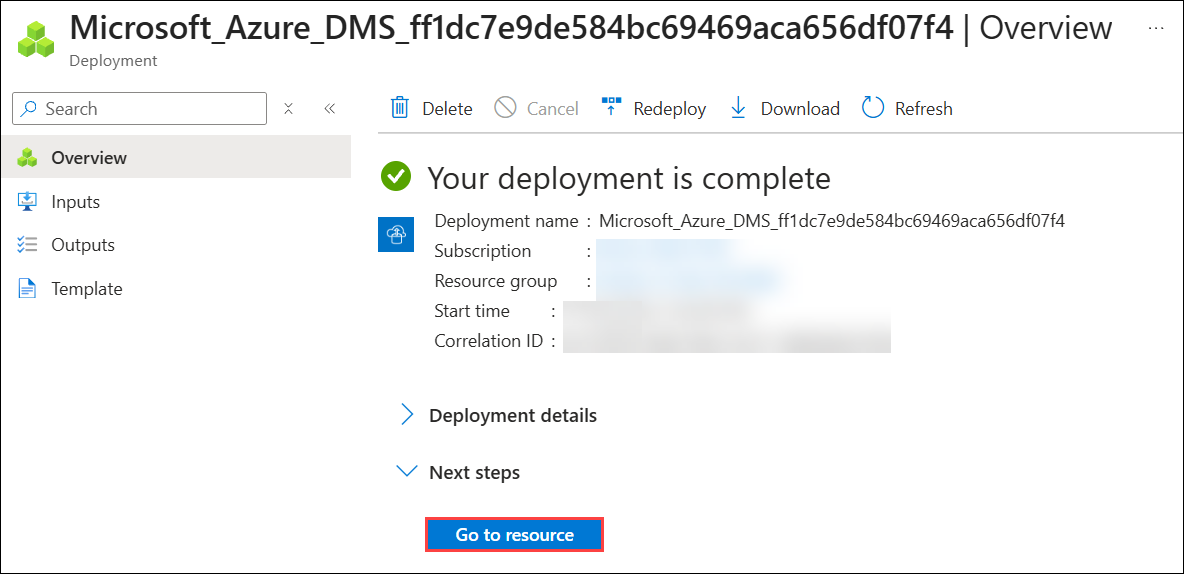 Microsoft_Azure_DMS_ff1dc7e9de584bc69469aca656df07f4 | Overview ...
Deployment
Search
Delete Cancel Redeploy Download Refresh
Overview
Inputs
Outputs
Template
Your deployment is complete
Deployment name : Microsoft_Azure_DMS_ff1dc7e9de584bc69469aca656df07f4
Subscription :
Resource group :
Start time :
Correlation ID :
Deployment details
Next steps
Go to resource